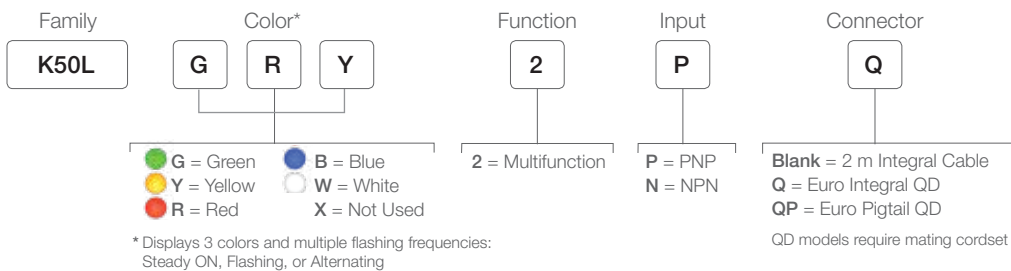 Family Color* Function Input Connector
K50L G R Y 2 P Q
G = Green B = Blue 2 = Multifunction P = PNP Blank = 2 m Integral Cable
Y = Yellow W = White N = NPN Q = Euro Integral QD
R = Red X = Not Used QP = Euro Pigtail QD
* Displays 3 colors and multiple flashing frequencies: QD models require mating cordset
Steady ON, Flashing, or Alternating